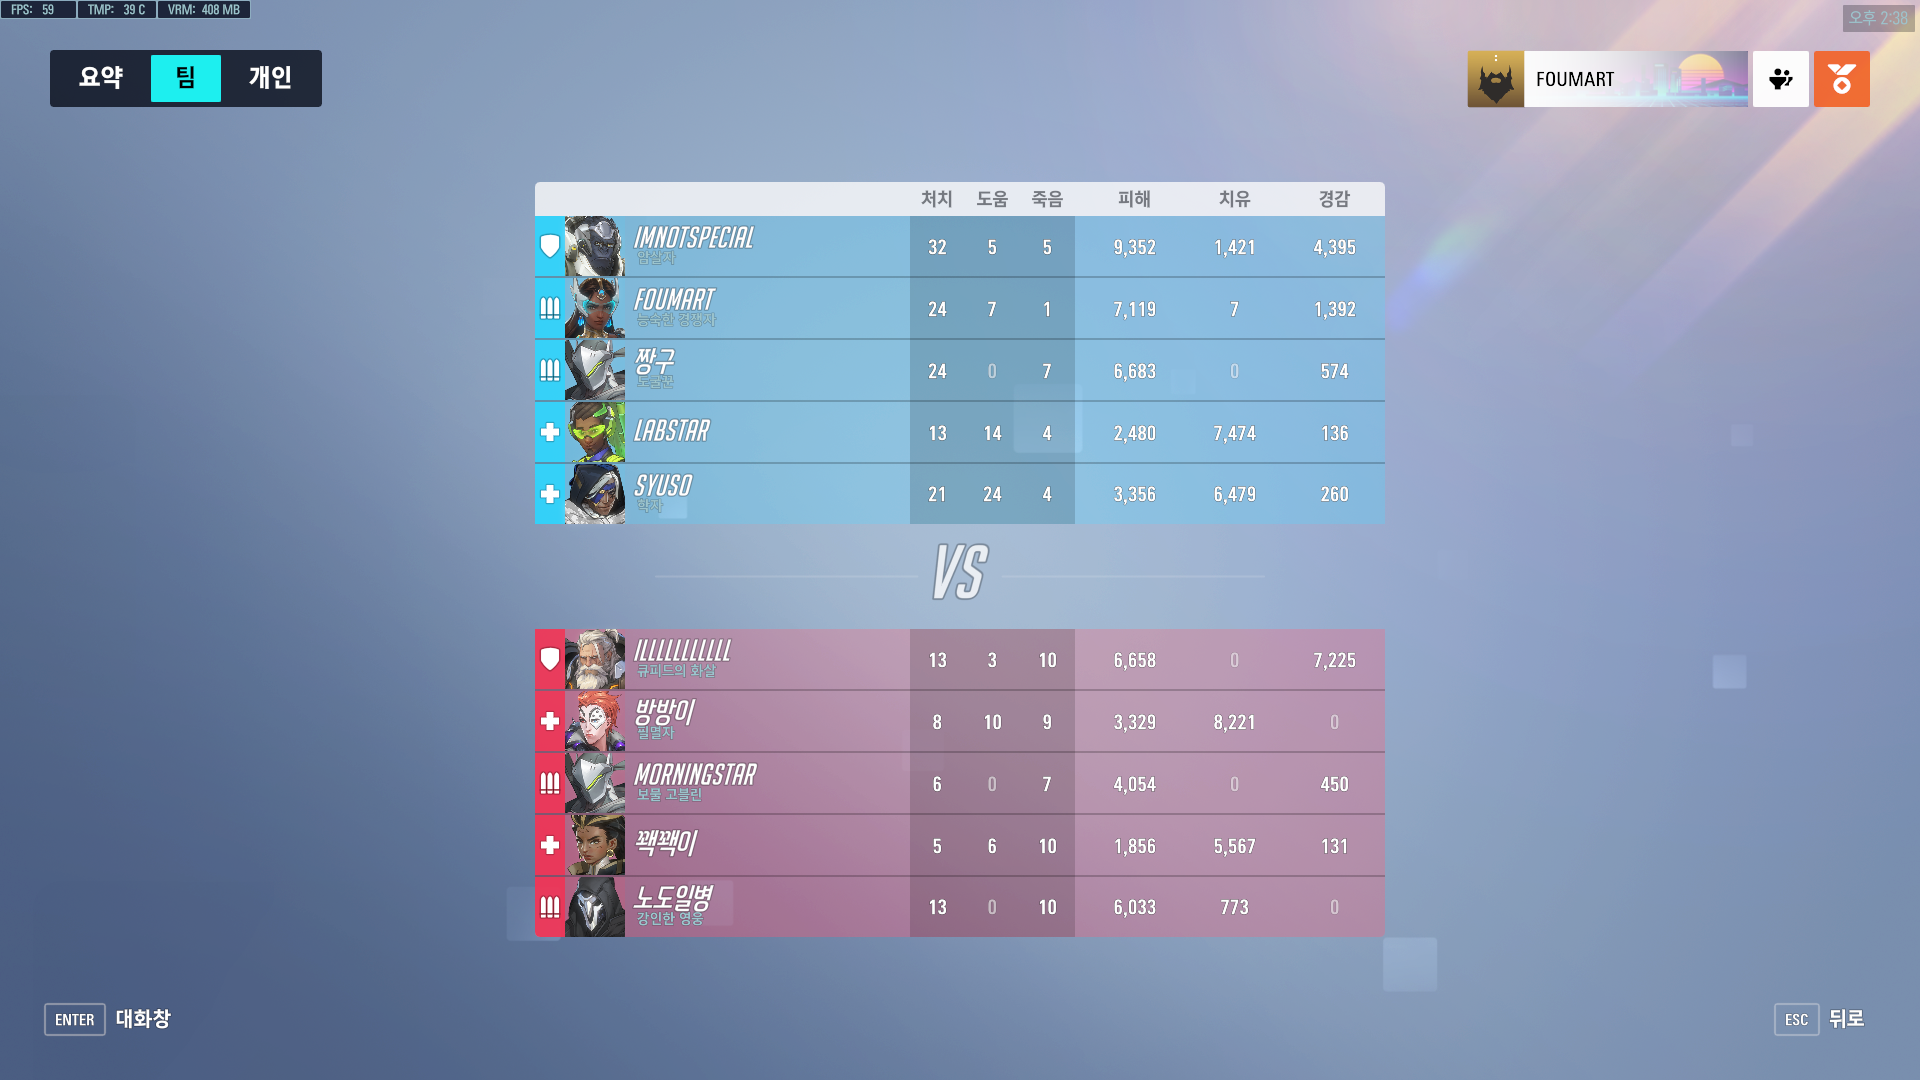 FPS: 59 TMP: 39 C VRM: 408 MB
오후 2:38
요약 팀 개인
FOUMART
처치 도움 죽음 피해 치유 경감
IMNOTSPECIAL 32 5 5 9,352 1,421 4,395
암살자
FOUMART 24 7 1 7,119 7 1,392
능숙한 경쟁자
짱구 24 0 7 6,683 0 574
도굴꾼
LABSTAR 13 14 4 2,480 7,474 136
SYUSO 21 24 4 3,356 6,479 260
학자
VS
ILLLLLLLLLL 13 3 10 6,658 0 7,225
큐피드의 화살
방방이 8 10 9 3,329 8,221 0
필멸자
MORNINGSTAR 6 0 7 4,054 0 450
보물 고블린
꽥꽥이 5 6 10 1,856 5,567 131
노도일병 13 0 10 6,033 773 0
강인한 영웅
ENTER 대화창
ESC 뒤로